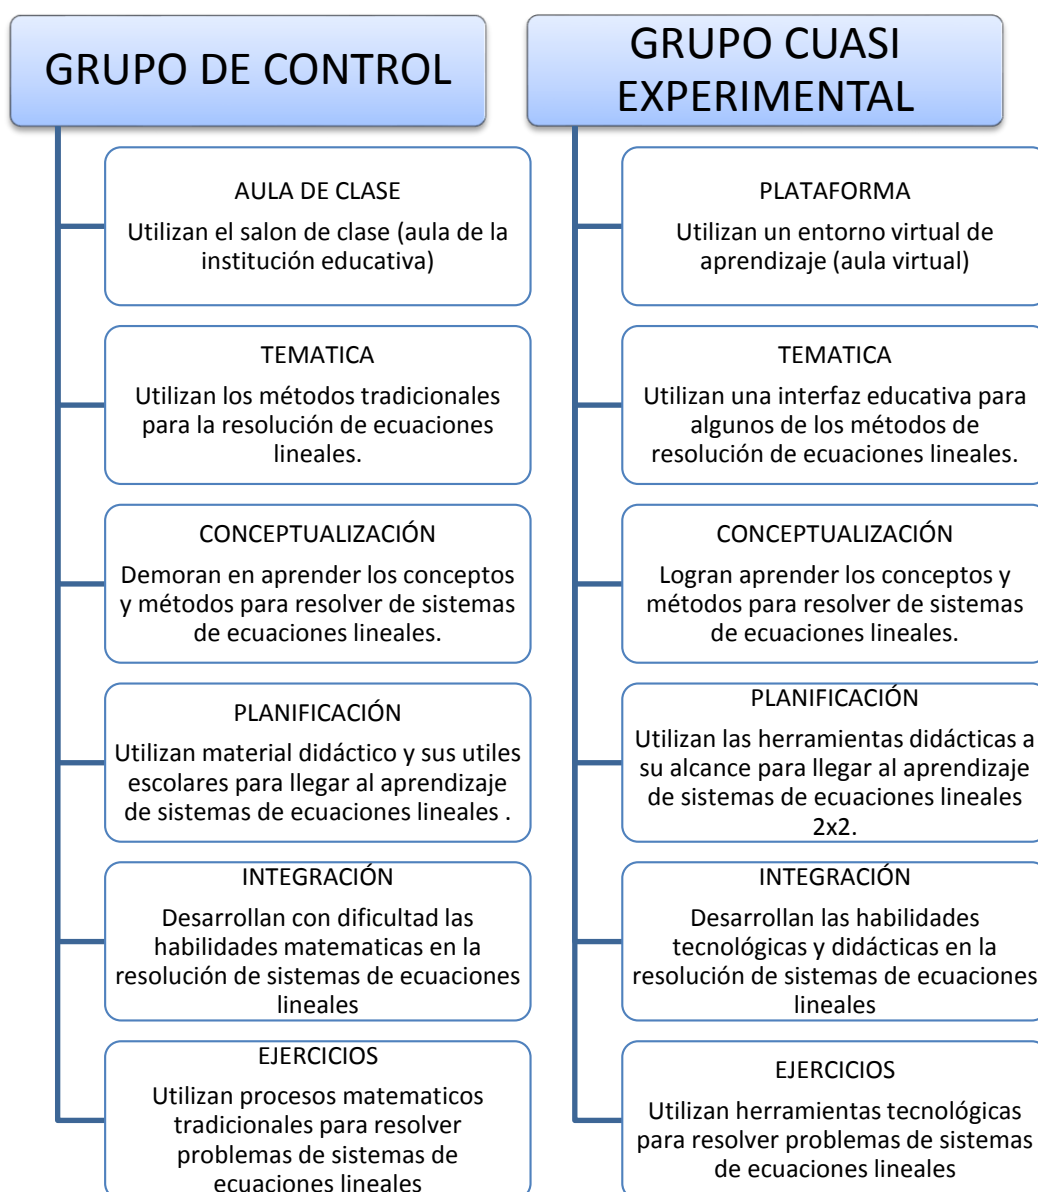 GRUPO DE CONTROL
AULA DE CLASE
Utilizan el salon de clase (aula de la
institución educativa)
TEMATICA
Utilizan los métodos tradicionales
para la resolución de ecuaciones
lineales.
CONCEPTUALIZACIÓN
Demoran en aprender los conceptos
y métodos para resolver de sistemas
de ecuaciones lineales.
PLANIFICACIÓN
Utilizan material didáctico y sus utiles
escolares para llegar al aprendizaje
de sistemas de ecuaciones lineales .
INTEGRACIÓN
Desarrollan con dificultad las
habilidades matematicas en la
resolución de sistemas de ecuaciones
lineales
EJERCICIOS
Utilizan procesos matematicos
tradicionales para resolver
problemas de sistemas de
ecuaciones lineales
GRUPO CUASI
EXPERIMENTAL
PLATAFORMA
Utilizan un entorno virtual de
aprendizaje (aula virtual)
TEMATICA
Utilizan una interfaz educativa para
algunos de los métodos de
resolución de ecuaciones lineales.
CONCEPTUALIZACIÓN
Logran aprender los conceptos y
métodos para resolver de sistemas
de ecuaciones lineales.
PLANIFICACIÓN
Utilizan las herramientas didácticas a
su alcance para llegar al aprendizaje
de sistemas de ecuaciones lineales
2x2.
INTEGRACIÓN
Desarrollan las habilidades
tecnológicas y didácticas en la
resolución de sistemas de ecuaciones
lineales
EJERCICIOS
Utilizan herramientas tecnológicas
para resolver problemas de sistemas
de ecuaciones lineales